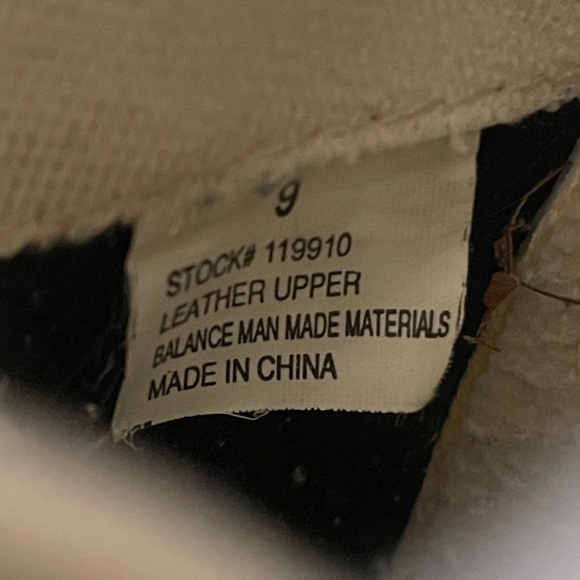 9
STOCK# 119910
LEATHER UPPER
BALANCE MAN MADE MATERIALS
MADE IN CHINA